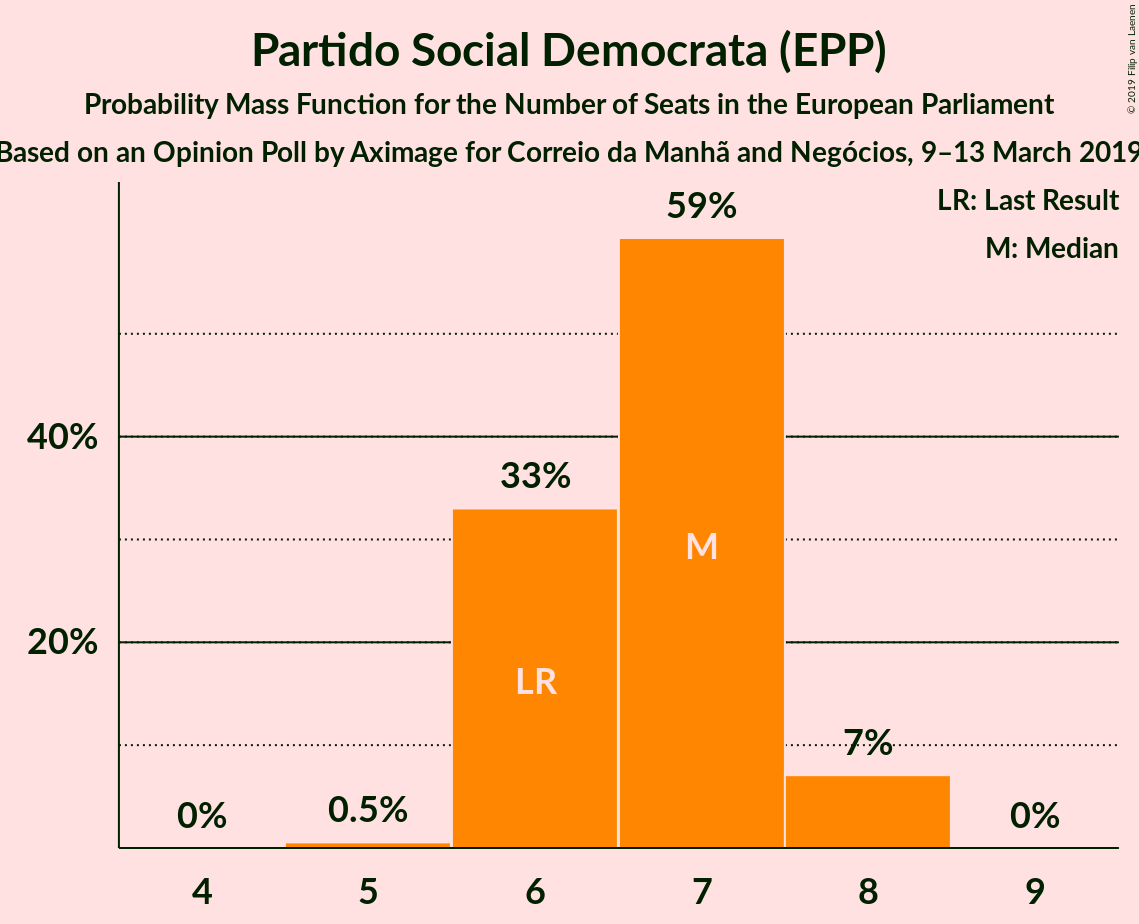 Partido Social Democrata (EPP)
Probability Mass Function for the Number of Seats in the European Parliament
Based on an Opinion Poll by Aximage for Correio da Manhã and Negócios, 9–13 March 2019
© 2019 Filip van Laenen
LR: Last Result
M: Median
59%
40%
33%
M
20%
LR
7%
0%
0.5%
0%
4 5 6 7 8 9